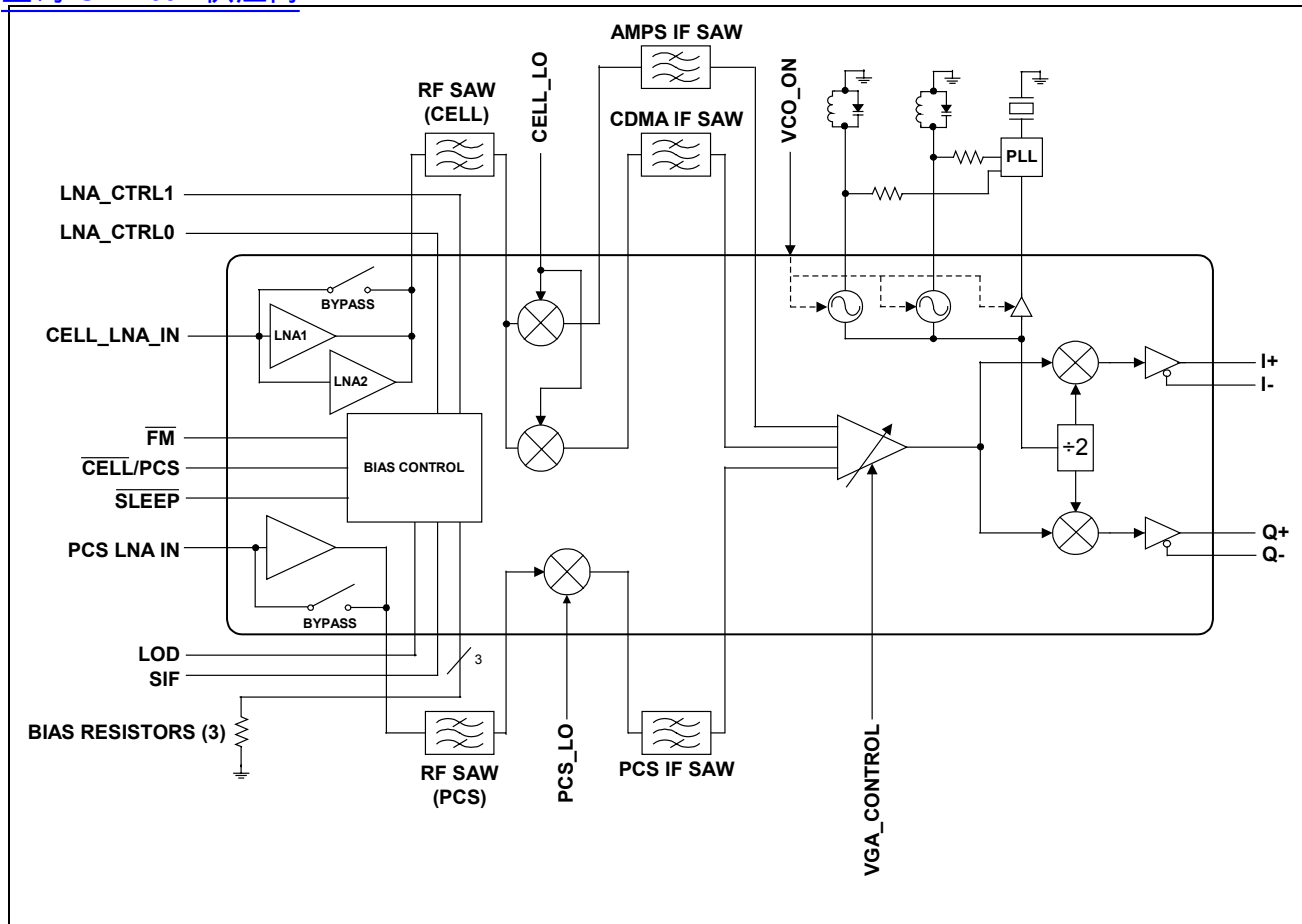 AMPS IF SAW
CELL_LO
VCO_ON
RF SAW
(CELL)
CDMA IF SAW
PLL
LNA_CTRL1
LNA_CTRL0
BYPASS
CELL_LNA_IN
LNA1
LNA2
I+
I-
FM
CELL/PCS
BIAS CONTROL
÷2
SLEEP
PCS LNA IN
Q+
Q-
BYPASS
LOD
SIF
3
BIAS RESISTORS (3)
RF SAW
(PCS)
PCS_LO
PCS IF SAW
VGA_CONTROL